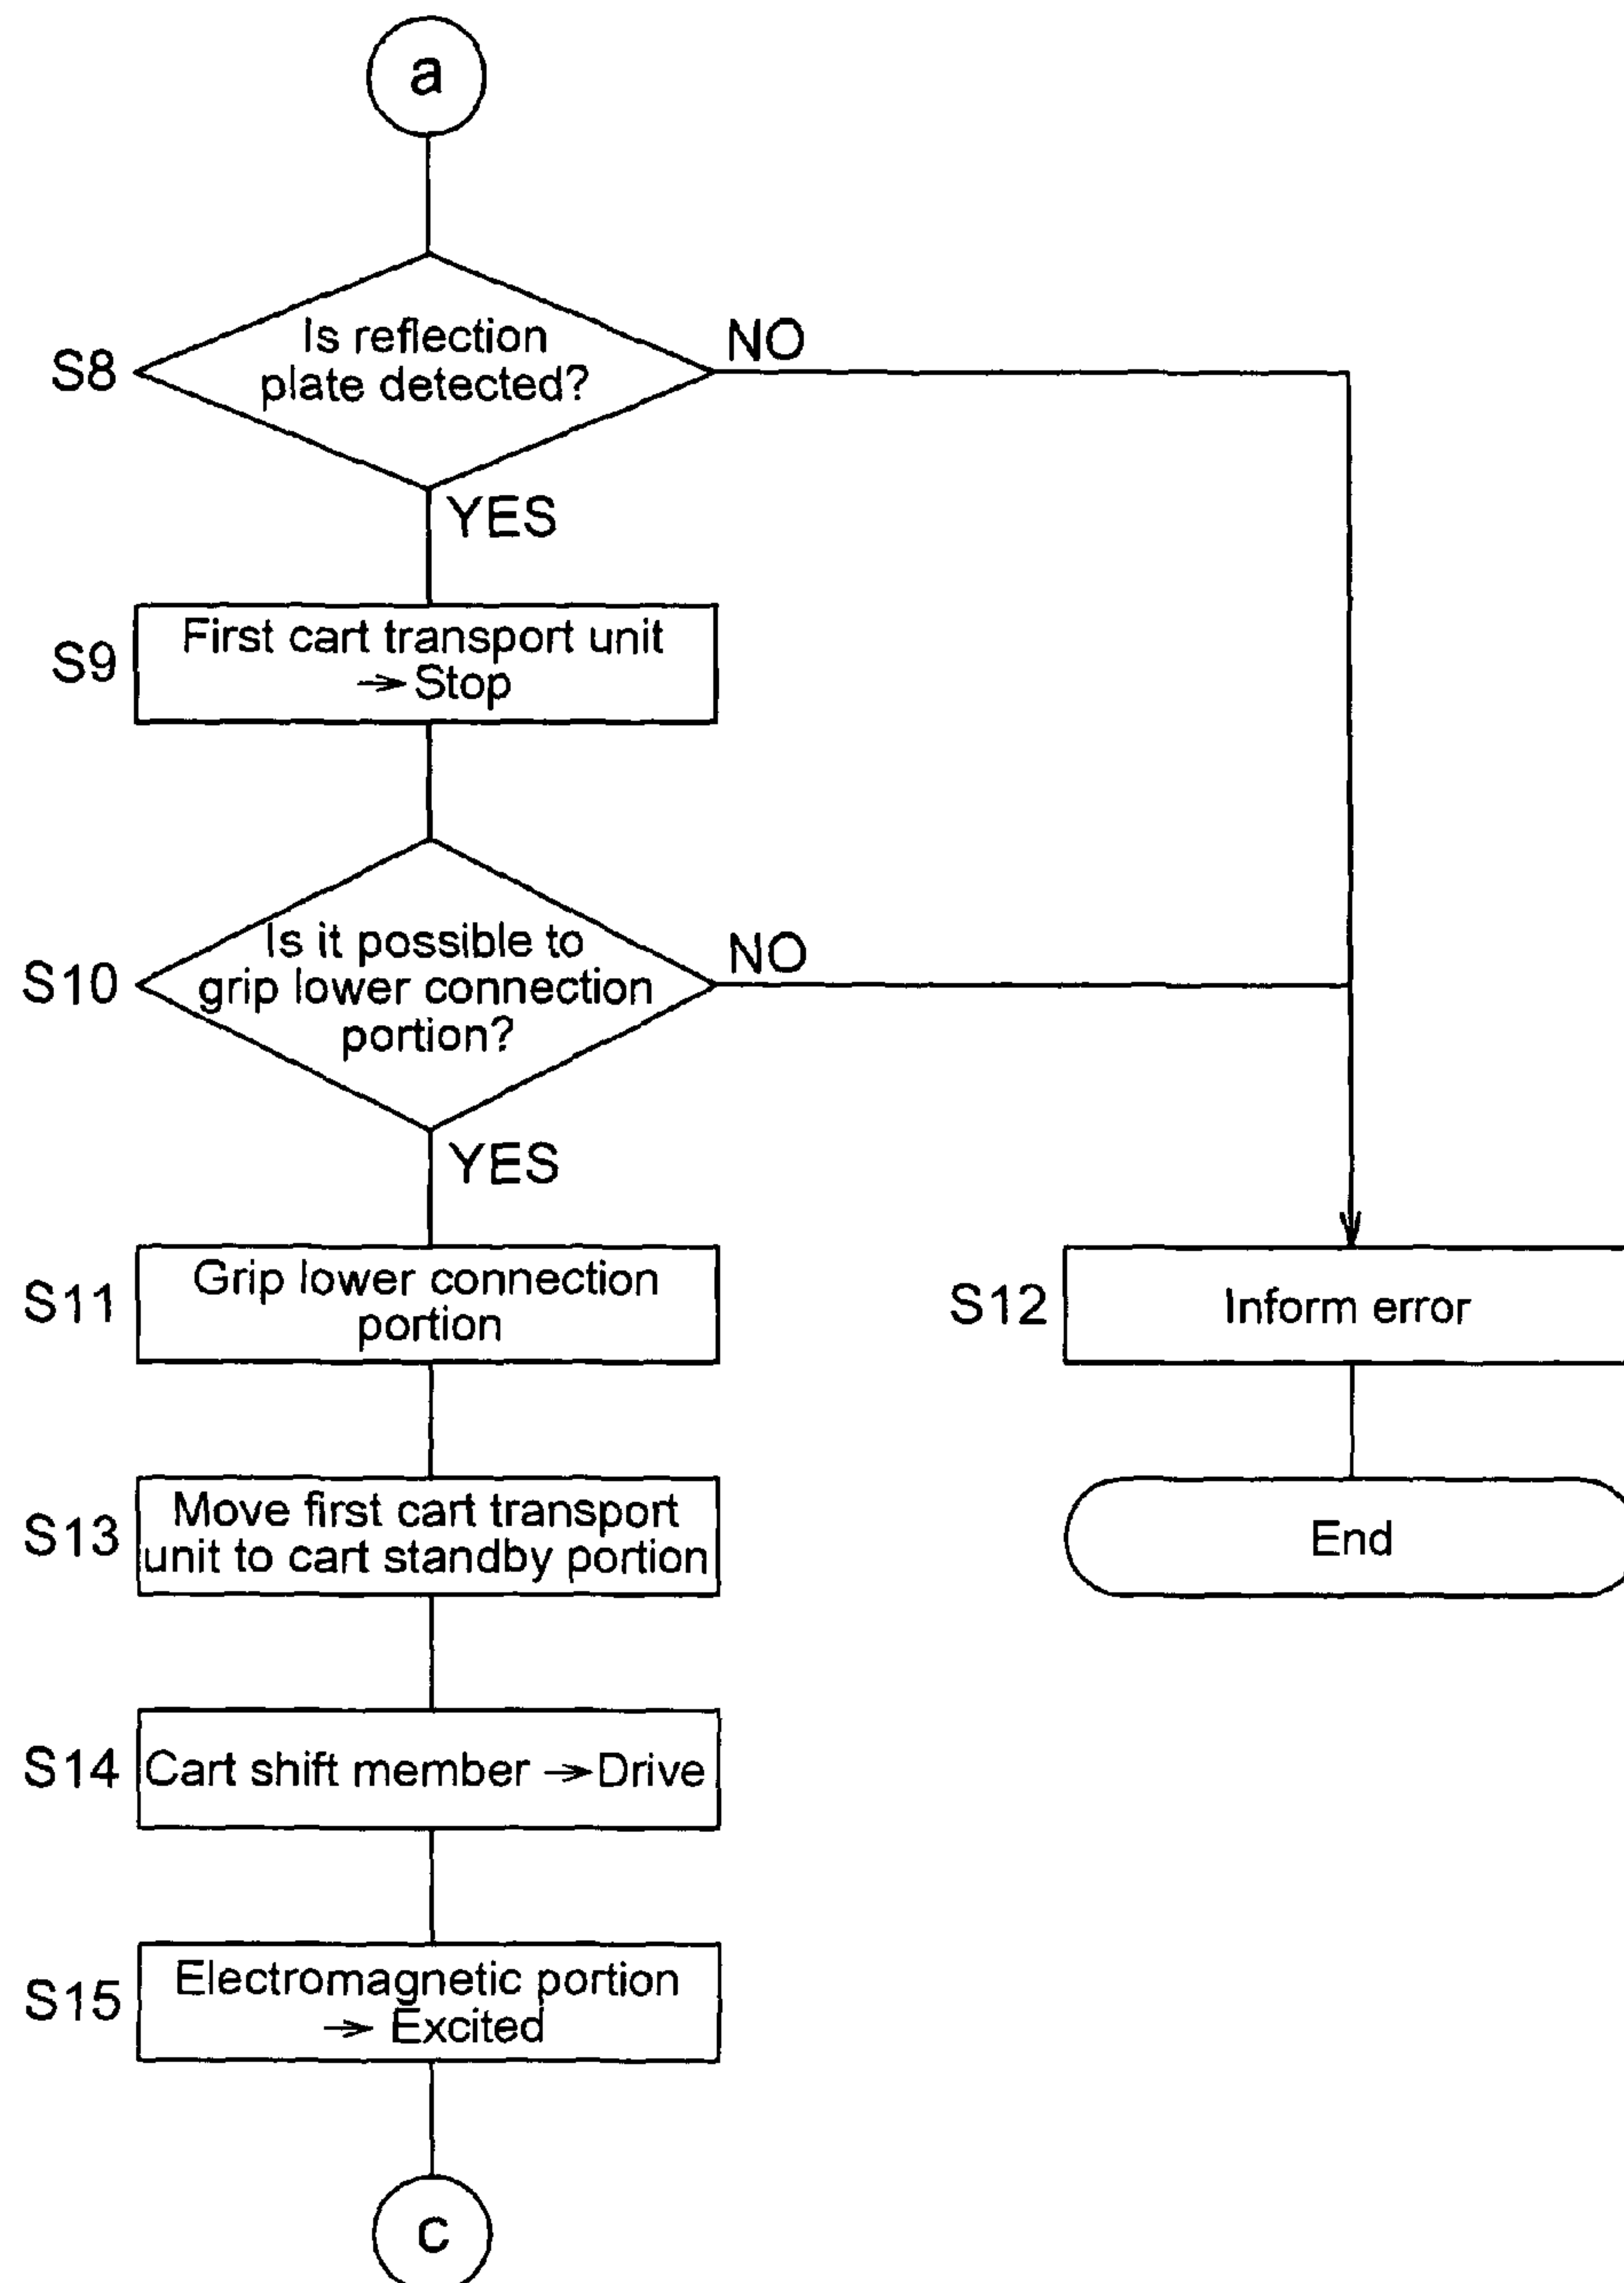 a
Is reflection
plate detected?
NO
S8
YES
First cart transport unit
→ Stop
S9
Is it possible to
grip lower connection
portion?
NO
S10
YES
Grip lower connection
portion
S11
S12
Inform error
Move first cart transport
unit to cart standby portion
S13
End
S14
Cart shift member → Drive
Electromagnetic portion
→ Excited
S15
c